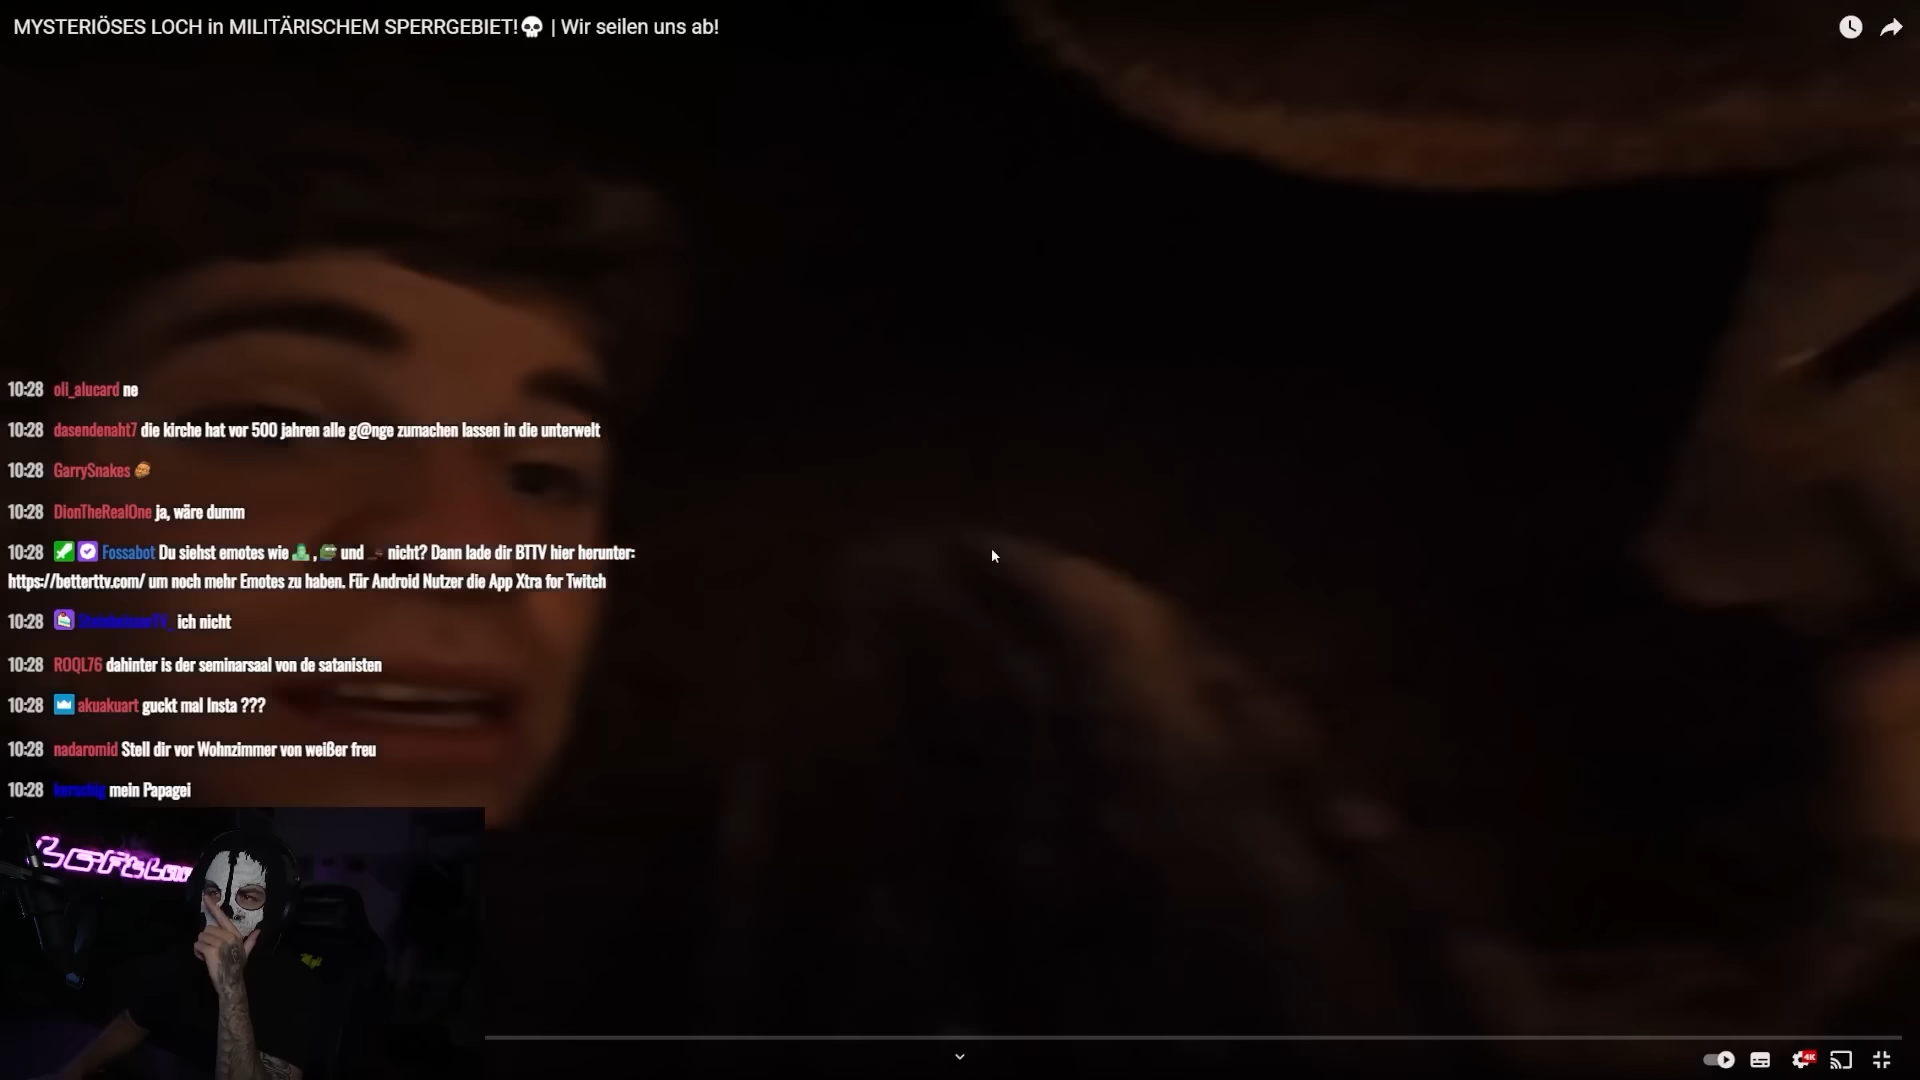 MYSTERIÖSES LOCH in MILITÄRISCHEM SPERRGEBIET!💀 | Wir seilen uns ab!
10:28 oli_alucard ne
10:28 dasendenaht7 die kirche hat vor 500 jahren alle g@nge zumachen lassen in die unterwelt
10:28 GarrySnakes
10:28 DionTheRealOne ja, wäre dumm
10:28 Fossabot Du siehst emotes wie , und nicht? Dann lade dir BTTV hier herunter:
https://betterttv.com/ um noch mehr Emotes zu haben. Für Android Nutzer die App Xtra for Twitch
10:28 ich nicht
10:28 ROQL76 dahinter is der seminarsaal von de satanisten
10:28 akuakuart guckt mal Insta ???
10:28 nadaromid Stell dir vor Wohnzimmer von weißer freu
10:28 kerschig mein Papagei
4K